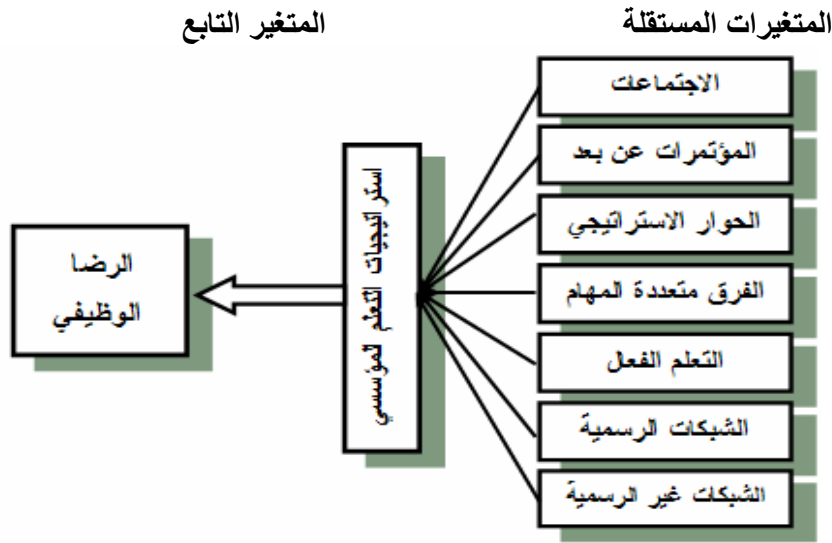 المتغيرات المستقلة
المتغير التابع
الاجتماعات
المؤتمرات عن بعد
الحوار الاستراتيجي
الفرق متعددة المهام
التعلم الفعال
الشبكات الرسمية
الشبكات غير الرسمية
استراتيجيات التعلم المؤسسي
الرضا
الوظيفي